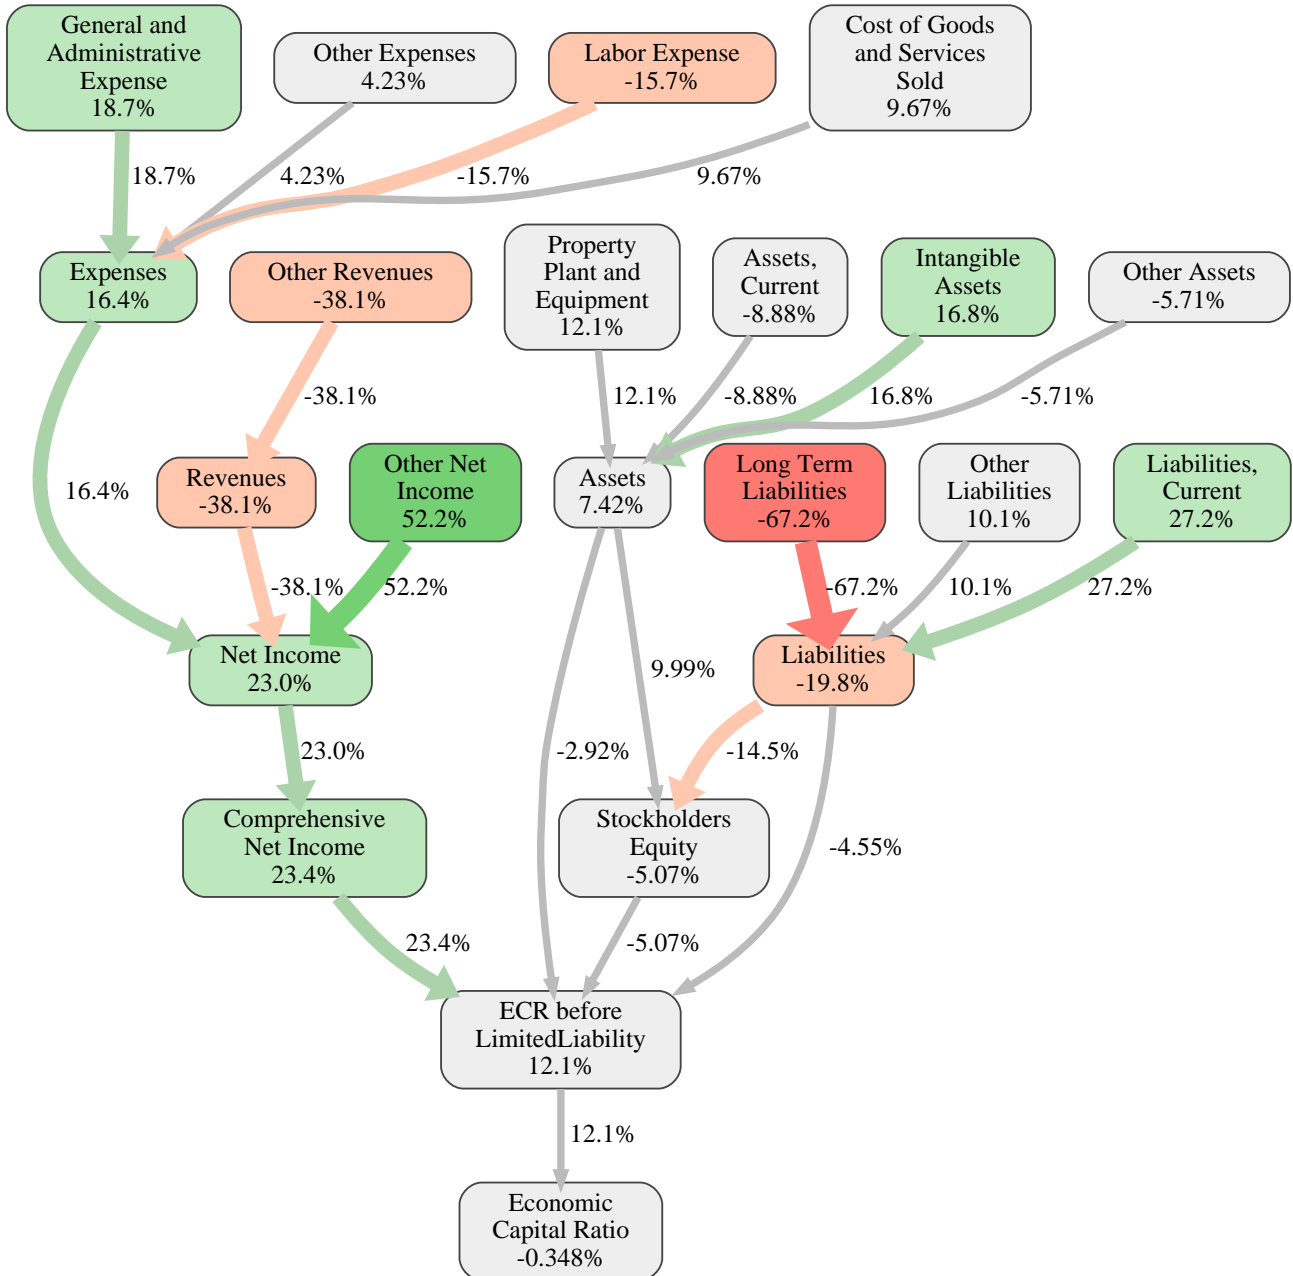 General and
Administrative
Expense
18.7%
Other Expenses
4.23%
Labor Expense
-15.7%
Cost of Goods
and Services
Sold
9.67%
18.7%
4.23%
-15.7%
9.67%
Expenses
16.4%
Other Revenues
-38.1%
Property
Plant and
Equipment
12.1%
Assets,
Current
-8.88%
Intangible
Assets
16.8%
Other Assets
-5.71%
-38.1%
12.1%
-8.88%
16.8%
-5.71%
16.4%
Revenues
-38.1%
Other Net
Income
52.2%
Assets
7.42%
Long Term
Liabilities
-67.2%
Other
Liabilities
10.1%
Liabilities,
Current
27.2%
-38.1%
52.2%
-67.2%
10.1%
27.2%
Net Income
23.0%
9.99%
Liabilities
-19.8%
23.0%
-2.92%
-14.5%
Comprehensive
Net Income
23.4%
Stockholders
Equity
-5.07%
-4.55%
23.4%
-5.07%
ECR before
LimitedLiability
12.1%
12.1%
Economic
Capital Ratio
-0.348%